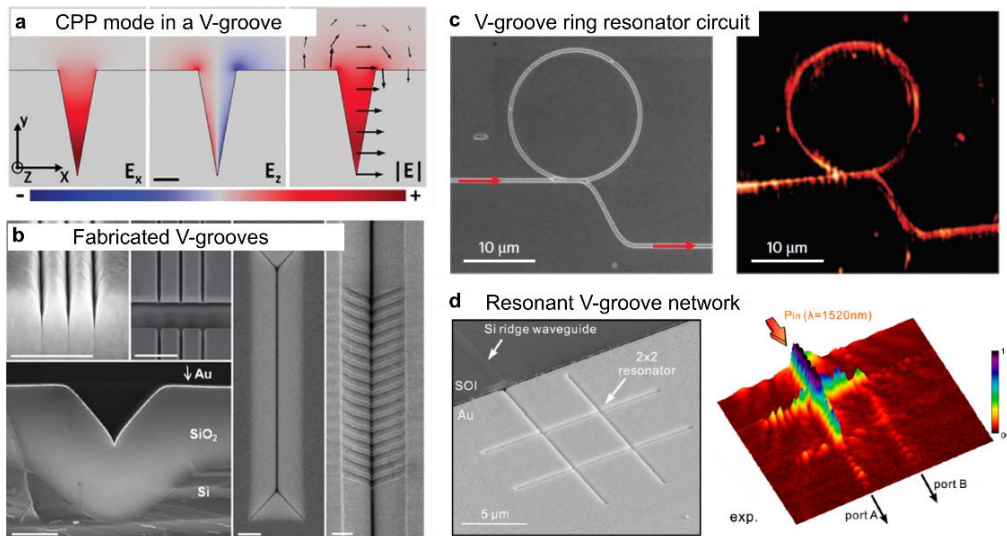 a CPP mode in a V-groove
y
z x
Ex
Ez
|E|
− +
b Fabricated V-grooves
Au
SiO2
Si
c V-groove ring resonator circuit
10 µm
10 µm
d Resonant V-groove network
Si ridge waveguide
SOI
Au
2x2
resonator
5 µm
Pin (λ=1520nm)
1
0
port B
port A
exp.